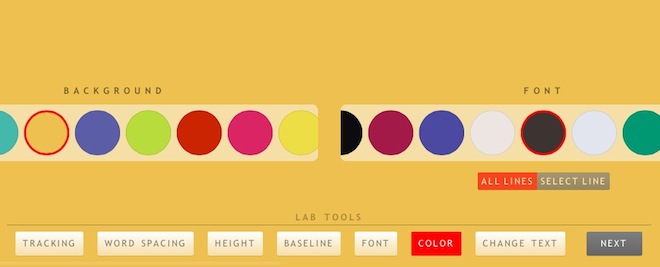 BACKGROUND
FONT
ALL LINES SELECT LINE
LAB TOOLS
TRACKING WORD SPACING HEIGHT BASELINE FONT COLOR CHANGE TEXT NEXT